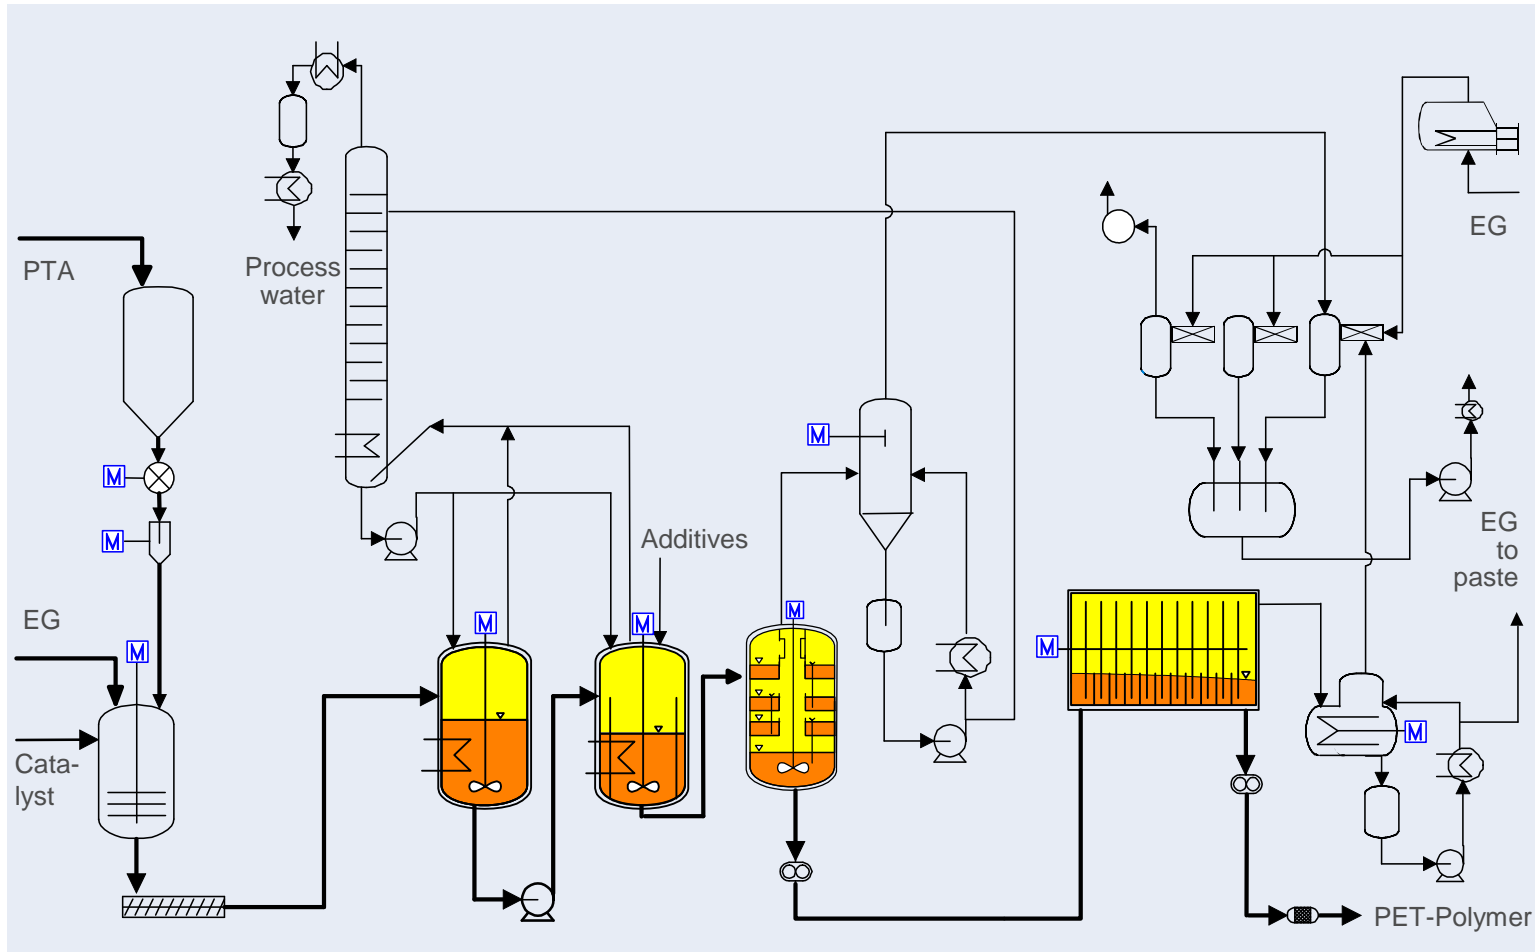 PTA
Process
water
EG
M
M
Additives
M
EG
to
paste
EG
M
M
M
M
M
Cata-
lyst
M
PET-Polymer